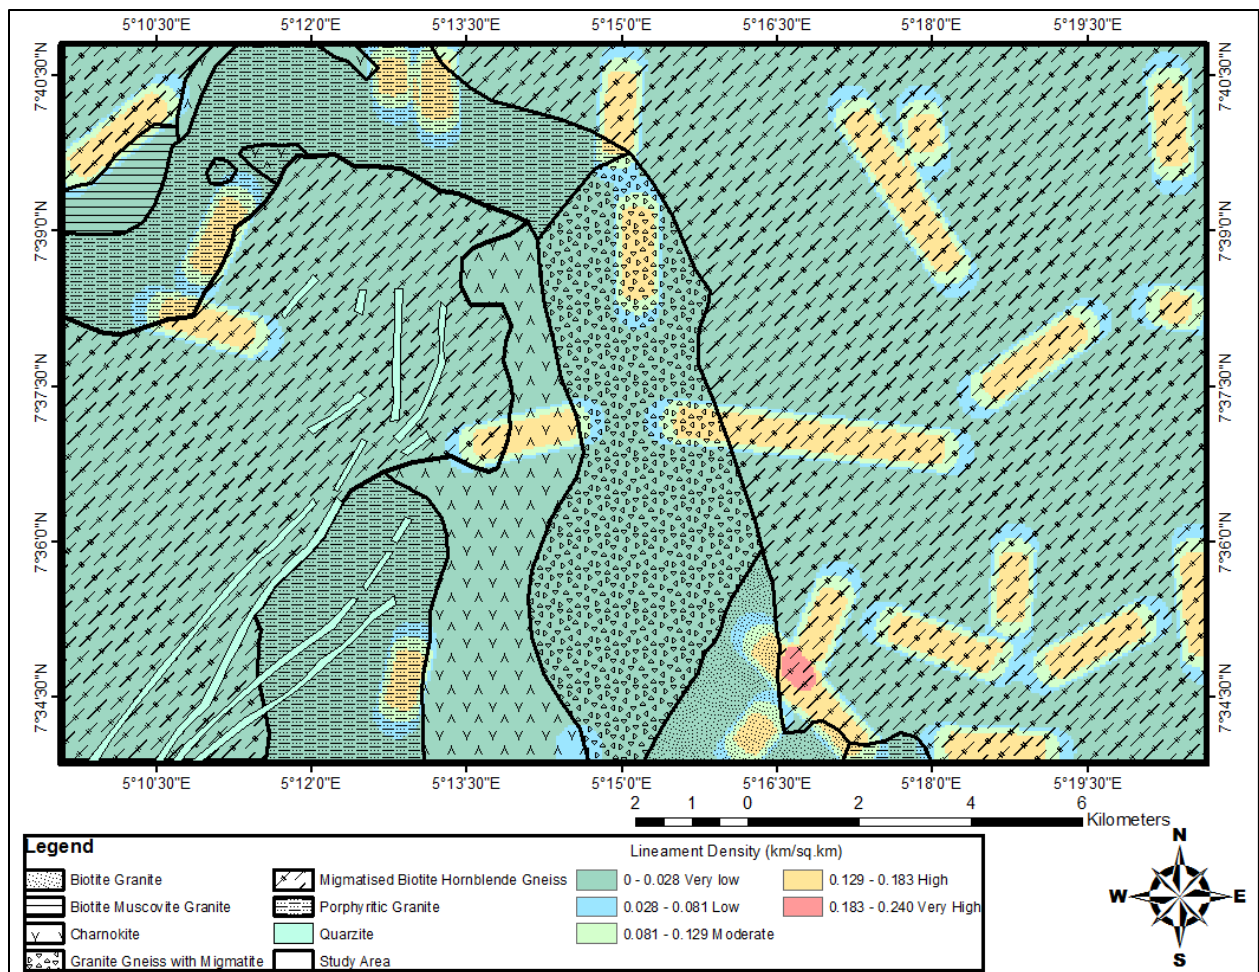 5°10'30"E 5°12'0"E 5°13'30"E 5°15'0"E 5°16'30"E 5°18'0"E 5°19'30"E
7°40'30"N 7°40'30"N
7°39'0"N 7°39'0"N
7°37'30"N 7°37'30"N
7°36'0"N 7°36'0"N
7°34'30"N 7°34'30"N
5°10'30"E 5°12'0"E 5°13'30"E 5°15'0"E 5°16'30"E 5°18'0"E 5°19'30"E
2 1 0 2 4 6
Kilometers
Legend
Lineament Density (km/sq.km)
Biotite Granite Migmatised Biotite Hornblende Gneiss 0 - 0.028 Very low 0.129 - 0.183 High
Biotite Muscovite Granite Porphyritic Granite 0.028 - 0.081 Low 0.183 - 0.240 Very High
Charnokite Quarzite 0.081 - 0.129 Moderate
Granite Gneiss with Migmatite Study Area
N
W E
S